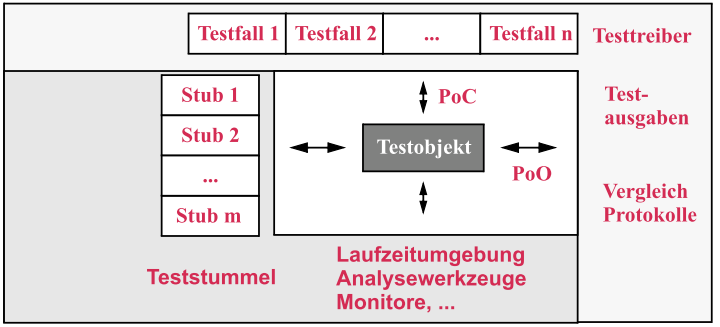 Testfall 1 Testfall 2 ... Testfall n Testtreiber
Stub 1
Stub 2
...
Stub m
PoC
Testobjekt
PoO
Test-
ausgaben
Vergleich
Protokolle
Teststummel
Laufzeitumgebung
Analysewerkzeuge
Monitore, ...